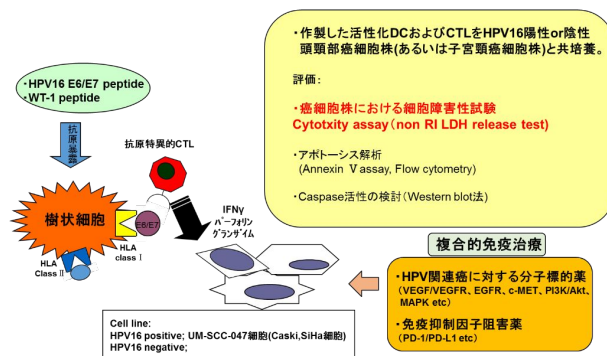 ・HPV16 E6/E7 peptide
・WT-1 peptide
抗原暴露
樹状細胞
HLA
class Ⅱ
HLA
class Ⅰ
E6/E7
抗原特異的CTL
IFNγ
パーフォリン
グランザイム
・作製した活性化DCおよびCTLをHPV16陽性or陰性
頭頸部癌細胞株(あるいは子宮頸癌細胞株)と共培養。
評価:
・癌細胞株における細胞障害性試験
Cytotxity assay(non RI LDH release test)
・アポトーシス解析
(Annexin Ⅴ assay, Flow cytometry)
・Caspase活性の検討(Western blot法)
複合的免疫治療
・HPV関連癌に対する分子標的薬
(VEGF/VEGFR、EGFR、c-MET、PI3K/Akt、
MAPK etc)
・免疫抑制因子阻害薬
(PD-1/PD-L1 etc)
Cell line:
HPV16 positive; UM-SCC-047細胞(Caski,SiHa細胞)
HPV16 negative;